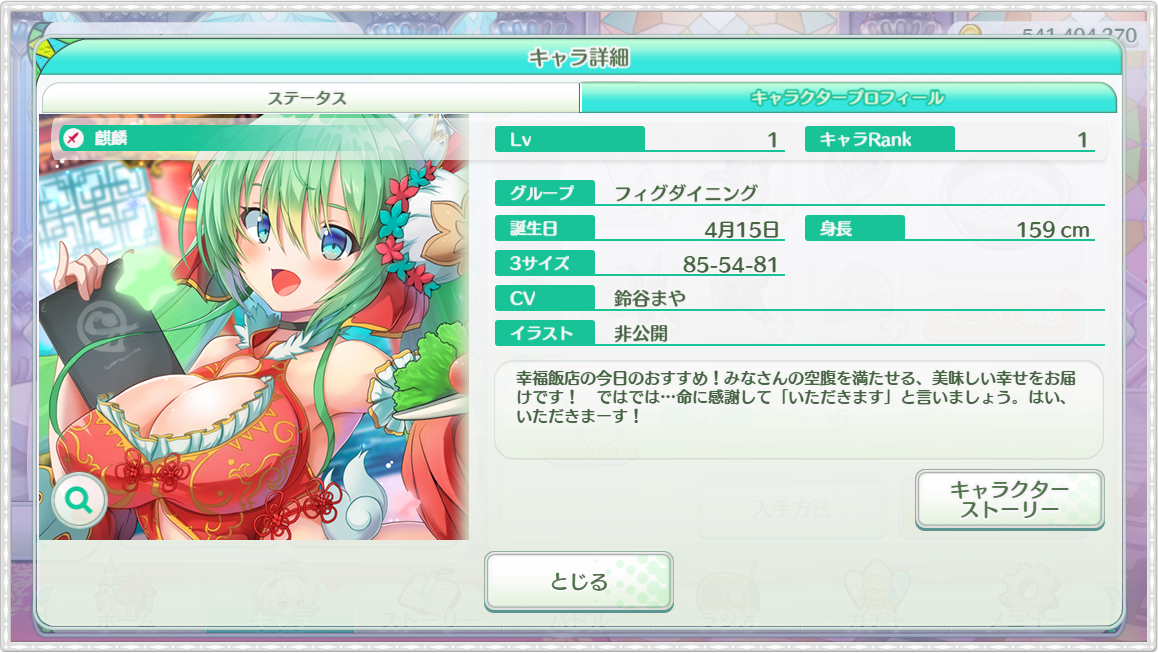 541,404,270
キャラ詳細
ステータス
キャラクタープロフィール
麒麟
Lv 1
キャラRank 1
グループ フィグダイニング
誕生日 4月15日
身長 159 cm
3サイズ 85-54-81
CV 鈴谷まや
イラスト 非公開
幸福飯店の今日のおすすめ！みなさんの空腹を満たせる、美味しい幸せをお届
けです！　ではでは…命に感謝して「いただきます」と言いましょう。はい、
いただきまーす！
入手方法
キャラクター
ストーリー
とじる